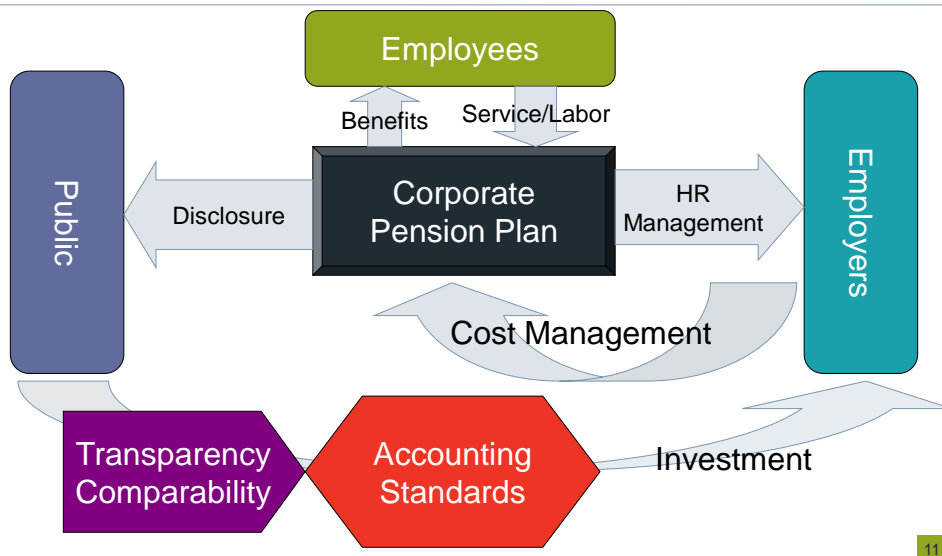 Employees
Benefits
Service/Labor
Public
Disclosure
Corporate
Pension Plan
HR
Management
Employers
Cost Management
Transparency
Comparability
Accounting
Standards
Investment
11